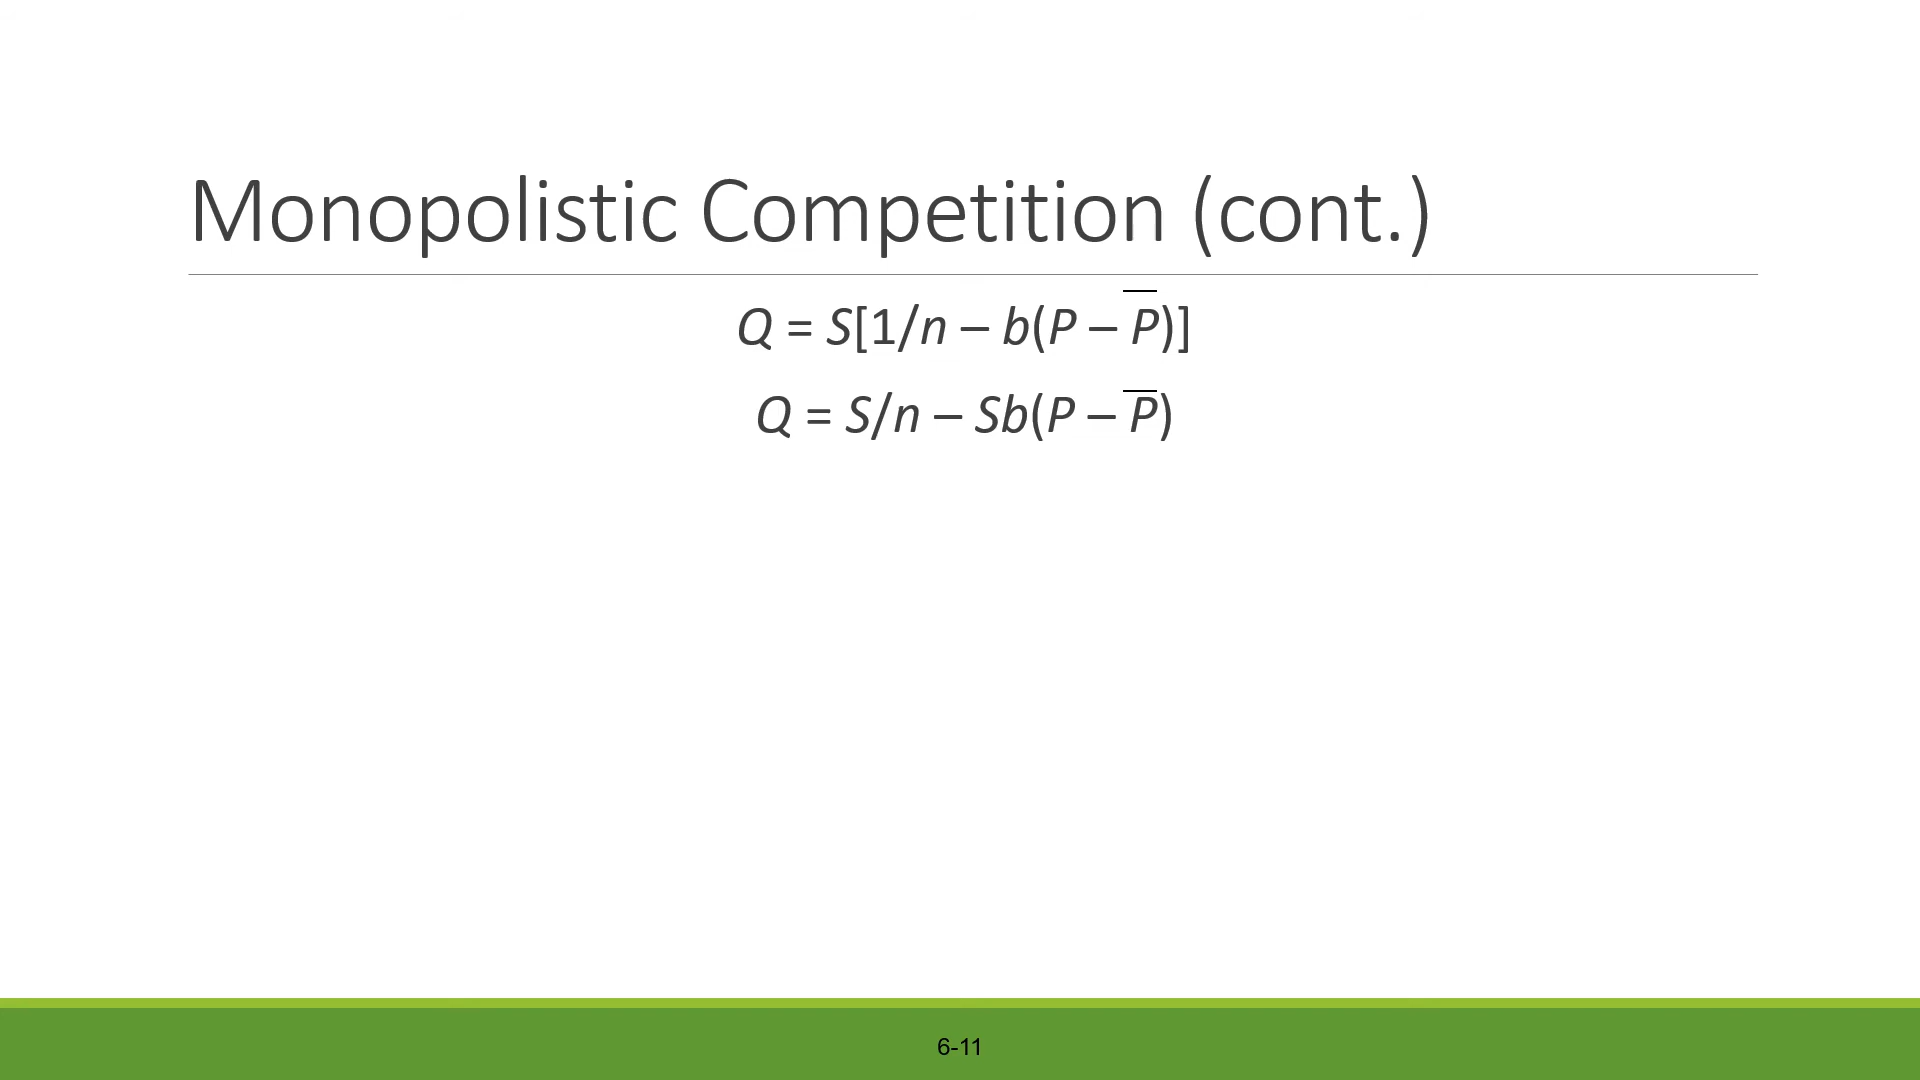 Monopolistic Competition (cont.)
Q = S[1/n – b(P – P̅)]
Q = S/n – Sb(P – P̅)
6-11